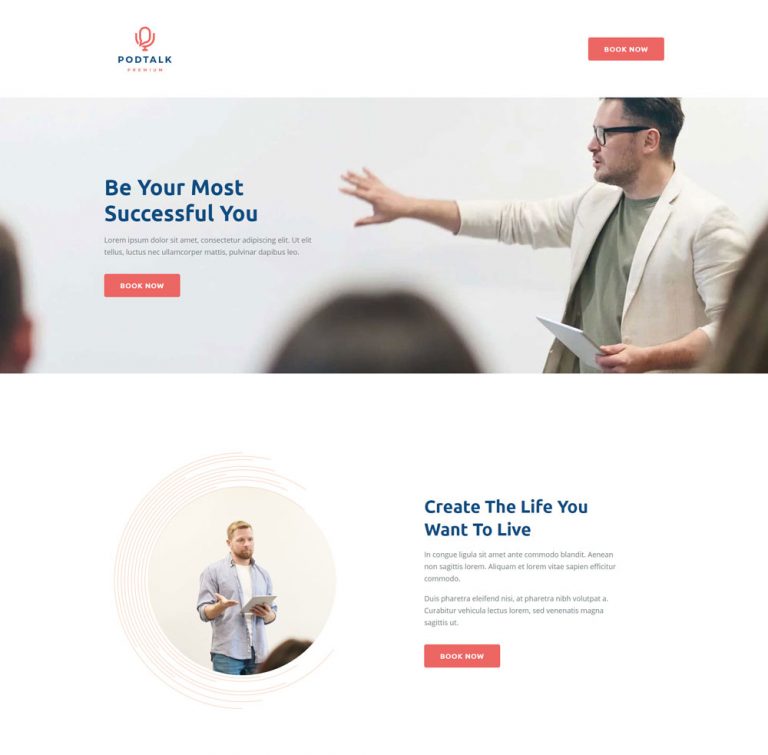 PODTALK
PREMIUM
BOOK NOW
Be Your Most
Successful You
Lorem ipsum dolor sit amet, consectetur adipiscing elit. Ut elit
tellus, luctus nec ullamcorper mattis, pulvinar dapibus leo.
BOOK NOW
Create The Life You
Want To Live
In congue ligula sit amet ante commodo blandit. Aenean
non sagittis lorem. Aliquam et lorem vitae sapien efficitur
commodo.
Duis pharetra eleifend nisi, at pharetra nibh volutpat a.
Curabitur vehicula lectus lorem, sed venenatis magna
sagittis ut.
BOOK NOW